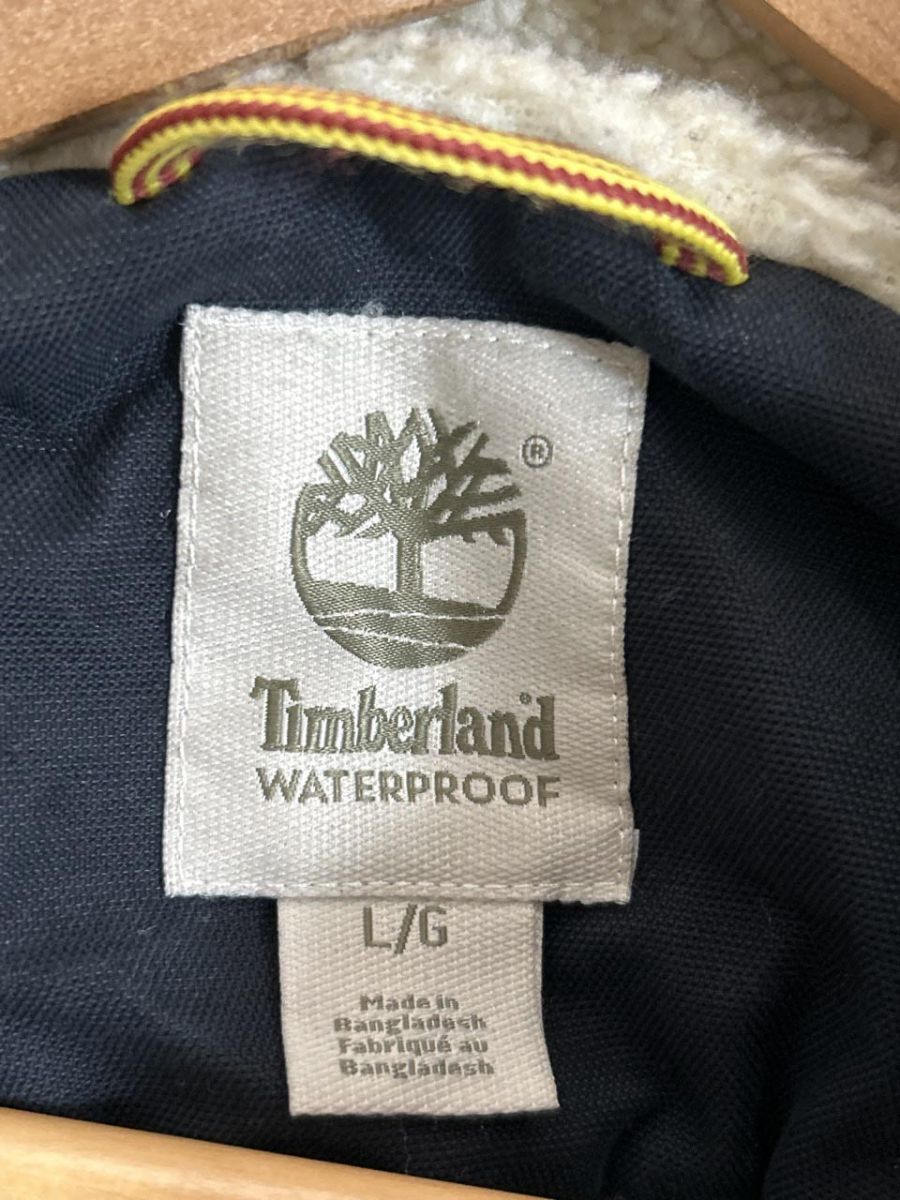 ®
Timberland®
WATERPROOF
L/G
Made in
Bangladesh
Fabriqué au
Bangladesh